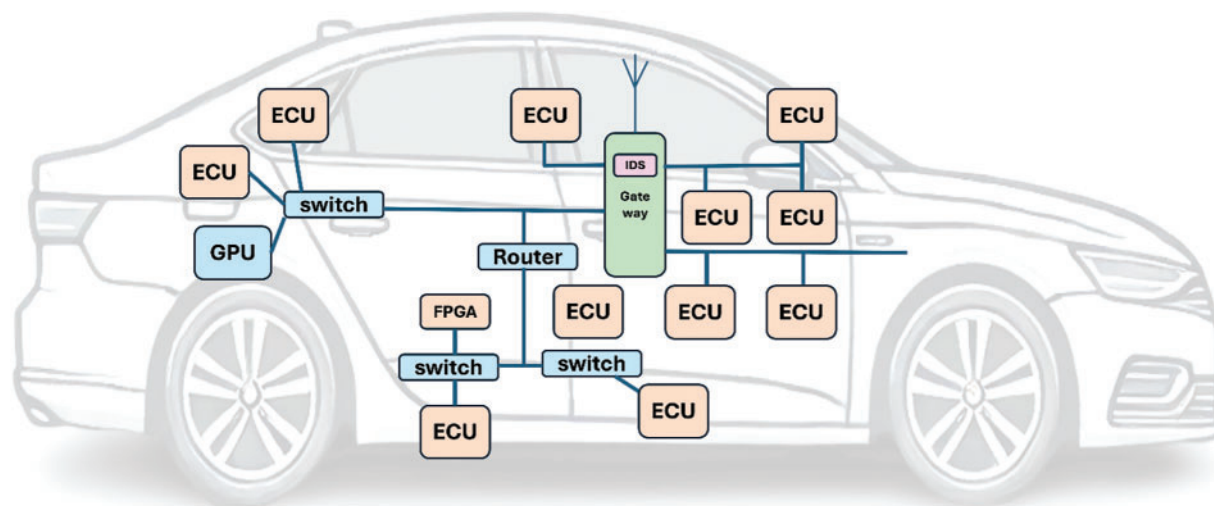 ECU
ECU
ECU
ECU
switch
GPU
IDS
Gate
way
ECU
ECU
Router
FPGA
ECU
ECU
ECU
switch
switch
ECU
ECU